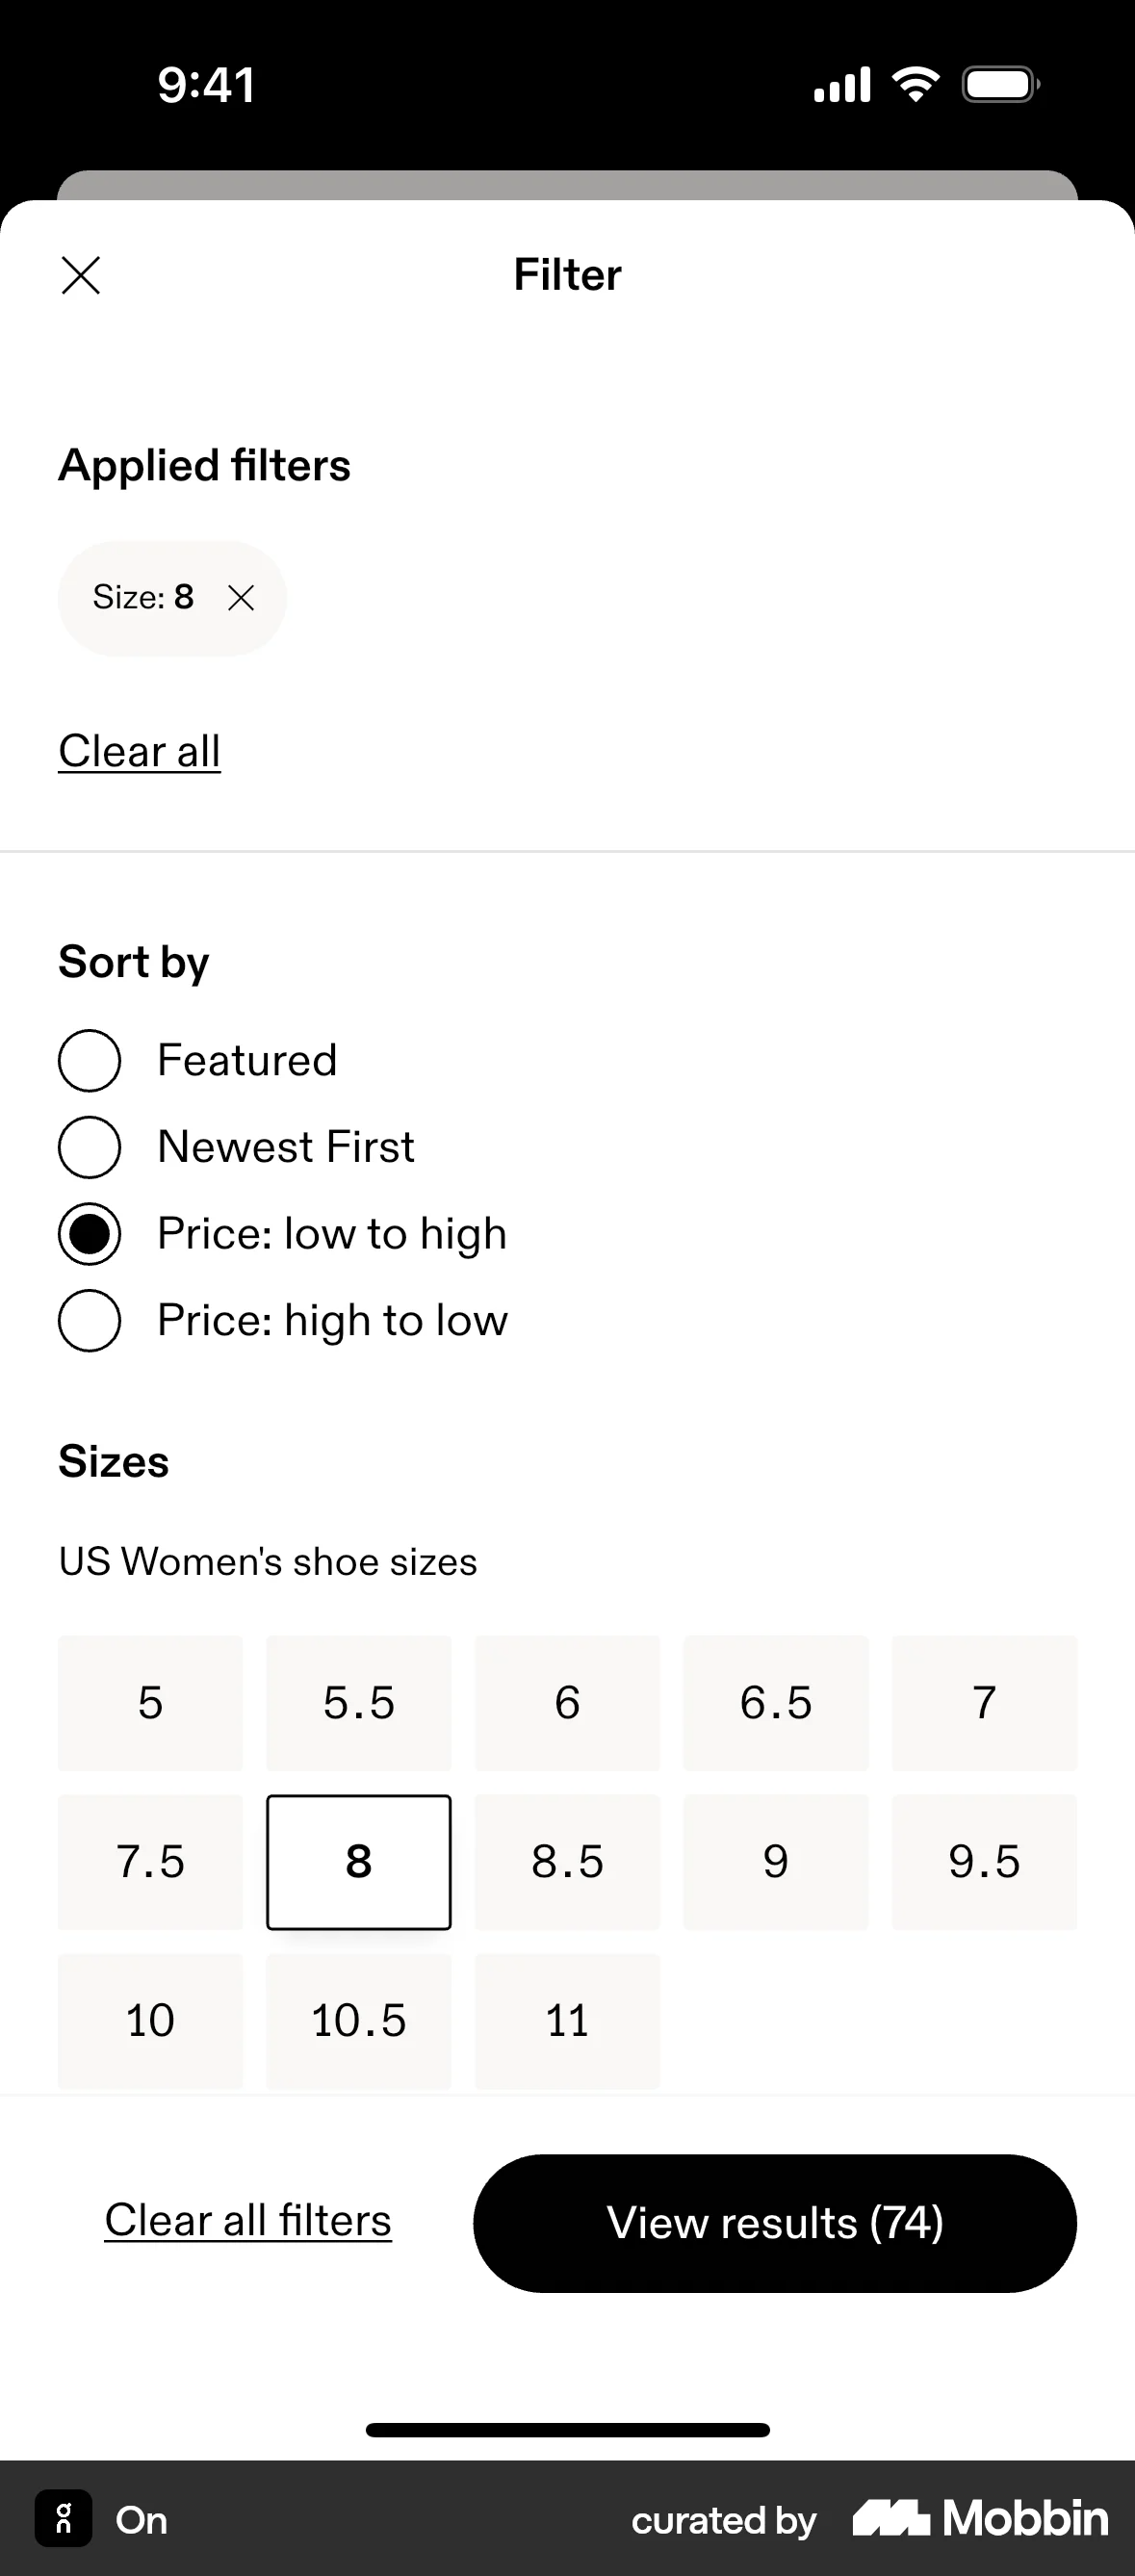 9:41
Filter
Applied filters
Size: 8
Clear all
Sort by
Featured
Newest First
Price: low to high
Price: high to low
Sizes
US Women's shoe sizes
5 5.5 6 6.5 7
7.5 8 8.5 9 9.5
10 10.5 11
Clear all filters View results (74)
On curated by Mobbin